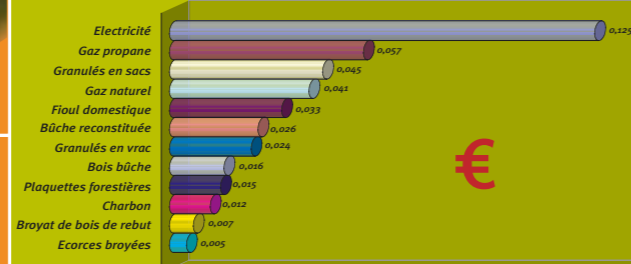 Electricité 0,125
Gaz propane 0,057
Granulés en sacs 0,045
Gaz naturel 0,041
Fioul domestique 0,033
Bûche reconstituée 0,026
Granulés en vrac 0,024
Bois bûche 0,016
Plaquettes forestières 0,015
Charbon 0,012
Broyat de bois de rebut 0,007
Ecorces broyées 0,005
€